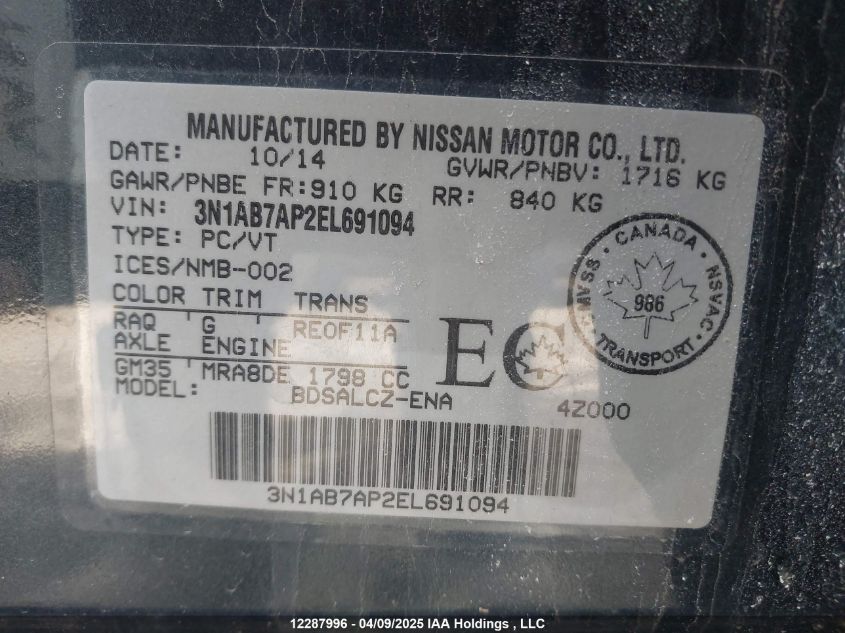 MANUFACTURED BY NISSAN MOTOR CO., LTD.
DATE: 10/14 GVWR/PNBV: 1716 KG
GAWR/PNBE FR: 910 KG RR: 840 KG
VIN: 3N1AB7AP2EL691094
TYPE: PC/VT
ICES/NMB-002
COLOR TRIM TRANS
RAQ G RE0F11A
AXLE ENGINE
GM35 MRA8DE 1798 CC
MODEL: BDSALCZ-ENA 4Z000
EC
CMVSS • CANADA • NSVAC • TRANSPORT •
986
3N1AB7AP2EL691094
12287996 - 04/09/2025 IAA Holdings , LLC